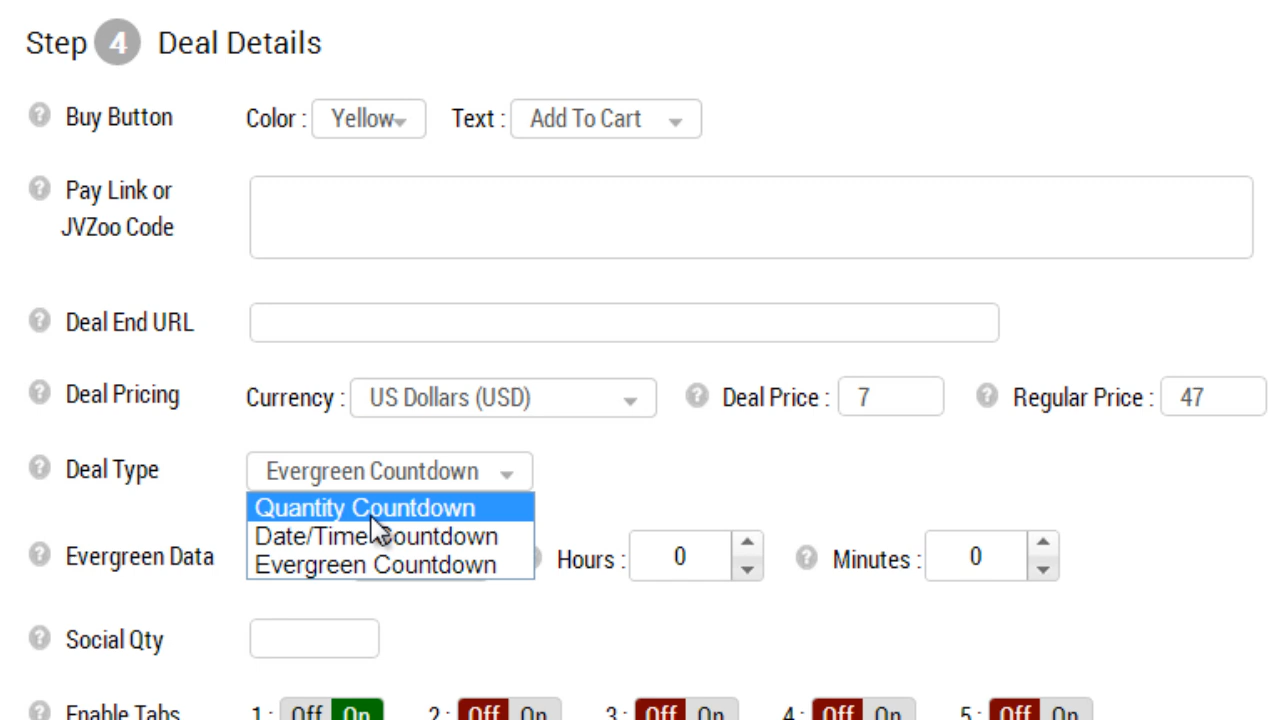 Step 4 Deal Details
? Buy Button Color : Yellow Text : Add To Cart
? Pay Link or
JVZoo Code
? Deal End URL
? Deal Pricing Currency : US Dollars (USD) ? Deal Price : 7 ? Regular Price : 47
? Deal Type Evergreen Countdown
Quantity Countdown
Date/Time Countdown
? Evergreen Data Hours : 0 ? Minutes : 0
Evergreen Countdown
? Social Qty
? Enable Tabs 1 : Off On 2 : Off On 3 : Off On 4 : Off On 5 : Off On